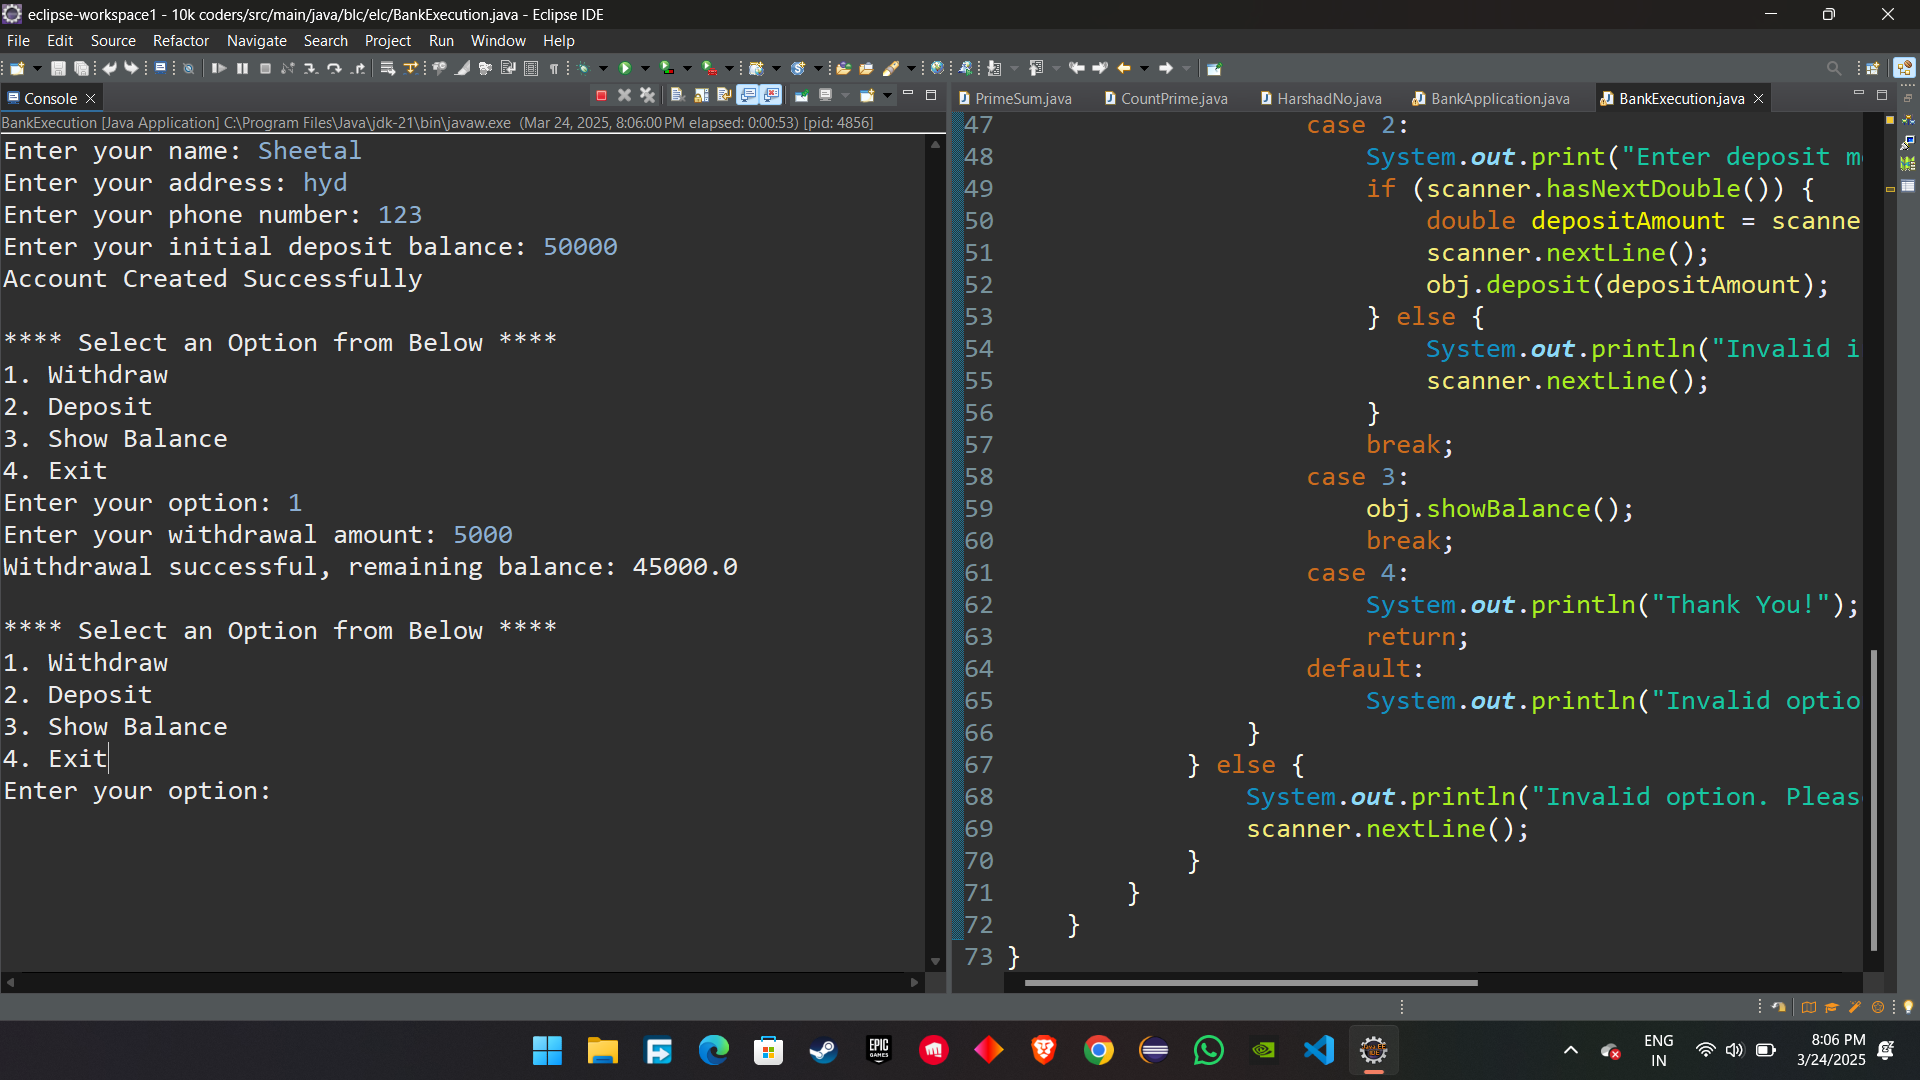 eclipse-workspace1 - 10k coders/src/main/java/blc/elc/BankExecution.java - Eclipse IDE
File Edit Source Refactor Navigate Search Project Run Window Help
Console
BankExecution [Java Application] C:\Program Files\Java\jdk-21\bin\javaw.exe (Mar 24, 2025, 8:06:00 PM elapsed: 0:00:53) [pid: 4856]
Enter your name: Sheetal
Enter your address: hyd
Enter your phone number: 123
Enter your initial deposit balance: 50000
Account Created Successfully
**** Select an Option from Below ****
1. Withdraw
2. Deposit
3. Show Balance
4. Exit
Enter your option: 1
Enter your withdrawal amount: 5000
Withdrawal successful, remaining balance: 45000.0
**** Select an Option from Below ****
1. Withdraw
2. Deposit
3. Show Balance
4. Exit
Enter your option:
PrimeSum.java CountPrime.java HarshadNo.java BankApplication.java BankExecution.java
47 case 2:
48 System.out.print("Enter deposit m
49 if (scanner.hasNextDouble()) {
50 double depositAmount = scanne
51 scanner.nextLine();
52 obj.deposit(depositAmount);
53 } else {
54 System.out.println("Invalid i
55 scanner.nextLine();
56 }
57 break;
58 case 3:
59 obj.showBalance();
60 break;
61 case 4:
62 System.out.println("Thank You!");
63 return;
64 default:
65 System.out.println("Invalid optio
66 }
67 } else {
68 System.out.println("Invalid option. Pleas
69 scanner.nextLine();
70 }
71 }
72 }
73 }
EPIC GAMES
ENG
IN
8:06 PM
3/24/2025